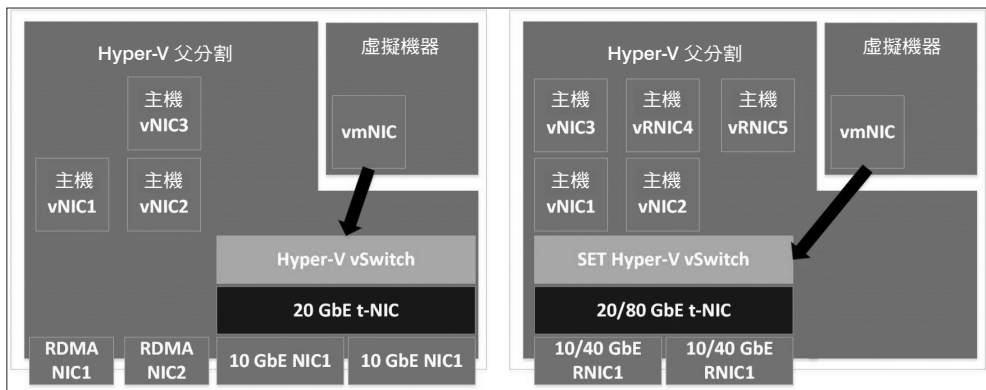 Hyper-V 父分割
虛擬機器
主機
vNIC3
vmNIC
主機
vNIC1
主機
vNIC2
Hyper-V vSwitch
20 GbE t-NIC
RDMA
NIC1
RDMA
NIC2
10 GbE NIC1
10 GbE NIC1
Hyper-V 父分割
虛擬機器
主機
vNIC3
主機
vRNIC4
主機
vRNIC5
vmNIC
主機
vNIC1
主機
vNIC2
SET Hyper-V vSwitch
20/80 GbE t-NIC
10/40 GbE
RNIC1
10/40 GbE
RNIC1